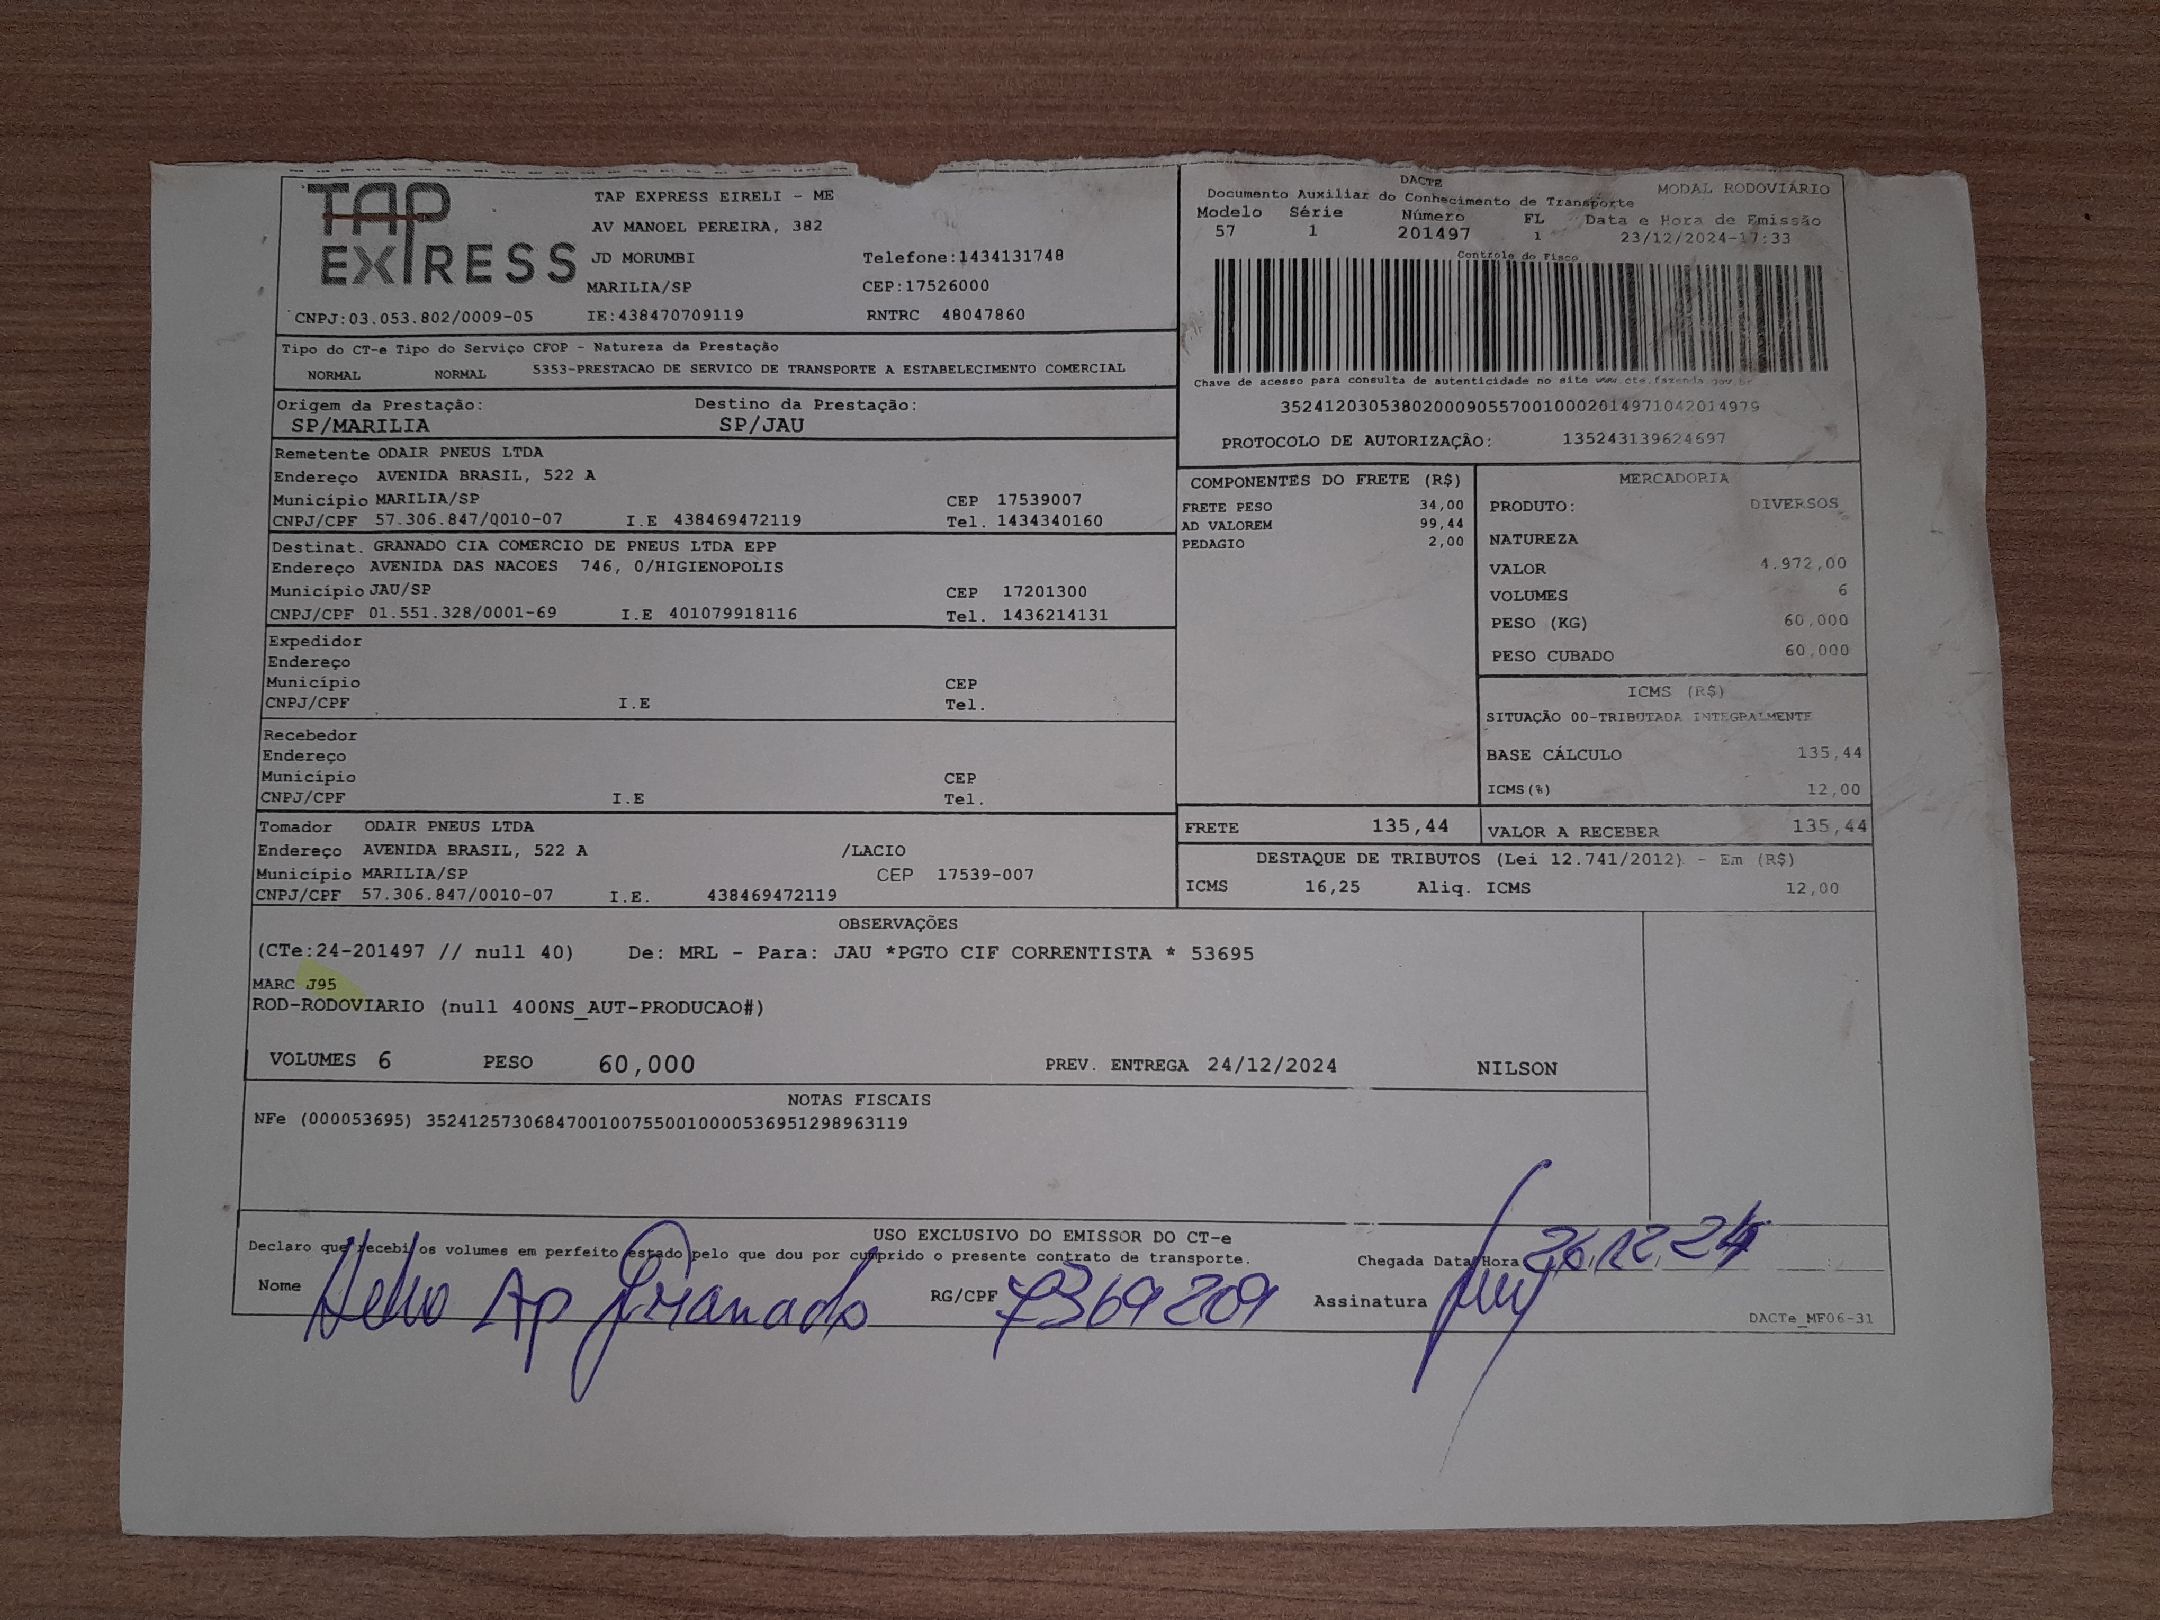 TAP EXPRESS
TAP EXPRESS EIRELI - ME
AV MANOEL PEREIRA, 382
JD MORUMBI Telefone:1434131748
MARILIA/SP CEP:17526000
CNPJ:03.053.802/0009-05 IE:438470709119 RNTRC 48047860
DACTE MODAL RODOVIÁRIO
Documento Auxiliar do Conhecimento de Transporte
Modelo Série Número FL Data e Hora de Emissão
57 1 201497 1 23/12/2024-17:33
Controle do Fisco
Chave de acesso para consulta de autenticidade no site www.cte.fazenda.gov.br
35241203053802000905570010002014971042014979
PROTOCOLO DE AUTORIZAÇÃO: 135243139624697
Tipo do CT-e Tipo do Serviço CFOP - Natureza da Prestação
NORMAL NORMAL 5353-PRESTACAO DE SERVICO DE TRANSPORTE A ESTABELECIMENTO COMERCIAL
Origem da Prestação: Destino da Prestação:
SP/MARILIA SP/JAU
Remetente ODAIR PNEUS LTDA
Endereço AVENIDA BRASIL, 522 A
Município MARILIA/SP CEP 17539007
CNPJ/CPF 57.306.847/0010-07 I.E 438469472119 Tel. 1434340160
Destinat. GRANADO CIA COMERCIO DE PNEUS LTDA EPP
Endereço AVENIDA DAS NACOES 746, 0/HIGIENOPOLIS
Município JAU/SP CEP 17201300
CNPJ/CPF 01.551.328/0001-69 I.E 401079918116 Tel. 1436214131
Expedidor
Endereço
Município CEP
CNPJ/CPF I.E Tel.
Recebedor
Endereço
Município CEP
CNPJ/CPF I.E Tel.
Tomador ODAIR PNEUS LTDA
Endereço AVENIDA BRASIL, 522 A /LACIO
Município MARILIA/SP CEP 17539-007
CNPJ/CPF 57.306.847/0010-07 I.E. 438469472119
COMPONENTES DO FRETE (R$)
FRETE PESO 34,00
AD VALOREM 99,44
PEDAGIO 2,00
MERCADORIA
PRODUTO: DIVERSOS
NATUREZA
VALOR 4.972,00
VOLUMES 6
PESO (KG) 60,000
PESO CUBADO 60,000
ICMS (R$)
SITUAÇÃO 00-TRIBUTADA INTEGRALMENTE
BASE CÁLCULO 135,44
ICMS(%) 12,00
FRETE 135,44 VALOR A RECEBER 135,44
DESTAQUE DE TRIBUTOS (Lei 12.741/2012) - Em (R$)
ICMS 16,25 Aliq. ICMS 12,00
OBSERVAÇÕES
(CTe:24-201497 // null 40) De: MRL - Para: JAU *PGTO CIF CORRENTISTA * 53695
MARC J95
ROD-RODOVIARIO (null 400NS_AUT-PRODUCAO#)
VOLUMES 6 PESO 60,000 PREV. ENTREGA 24/12/2024 NILSON
NOTAS FISCAIS
NFe (000053695) 35241257306847001007550010000536951298963119
USO EXCLUSIVO DO EMISSOR DO CT-e
Declaro que recebi os volumes em perfeito estado pelo que dou por cumprido o presente contrato de transporte.
Chegada Data/Hora 26.12.24
Nome Ap Granado RG/CPF 7369209 Assinatura
DACTe_MF06-31